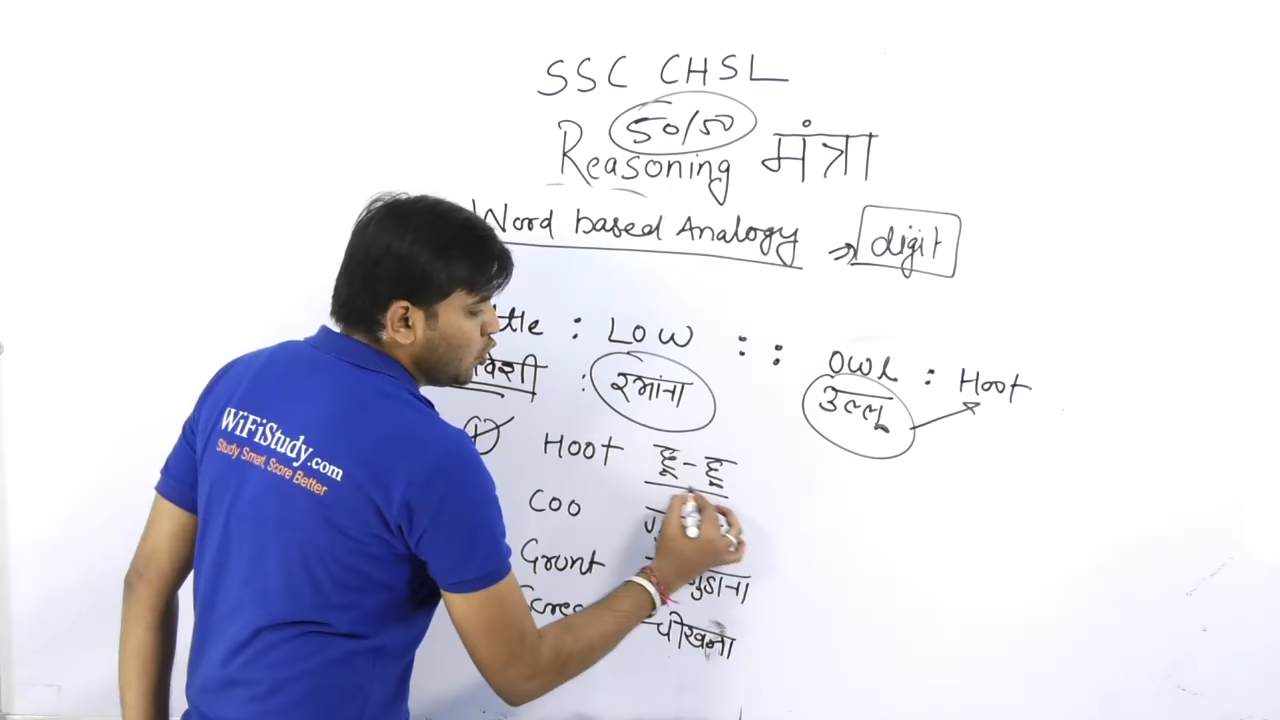 SSC CHSL
50/50
Reasoning मंत्रा
Word based Analogy → digit
: Low :: Owl : Hoot
: रभांना उल्लू
Hoot हू-हू
Coo
Grunt
चीखना
WiFiStudy.com
Study Smart, Score Better